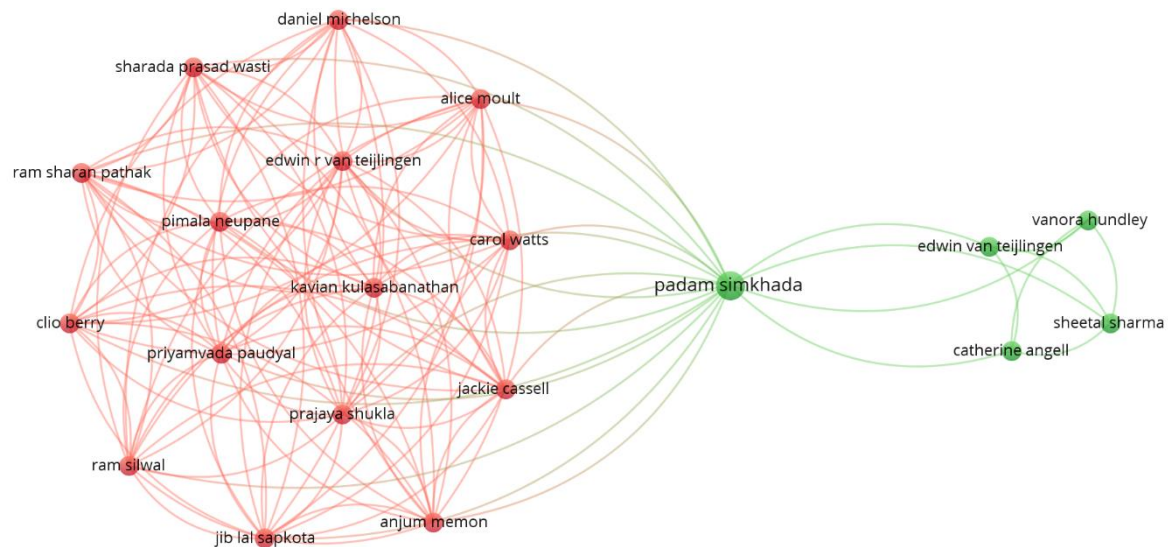 daniel michelson
sharada prasad wasti
alice moult
edwin r van teijlingen
ram sharan pathak
pimala neupane
carol watts
kavian kulasabanathan
clio berry
priyamvada paudyal
jackie cassell
prajaya shukla
ram silwal
anjum memon
jib lal sapkota
padam simkhada
vanora hundley
edwin van teijlingen
sheetal sharma
catherine angell